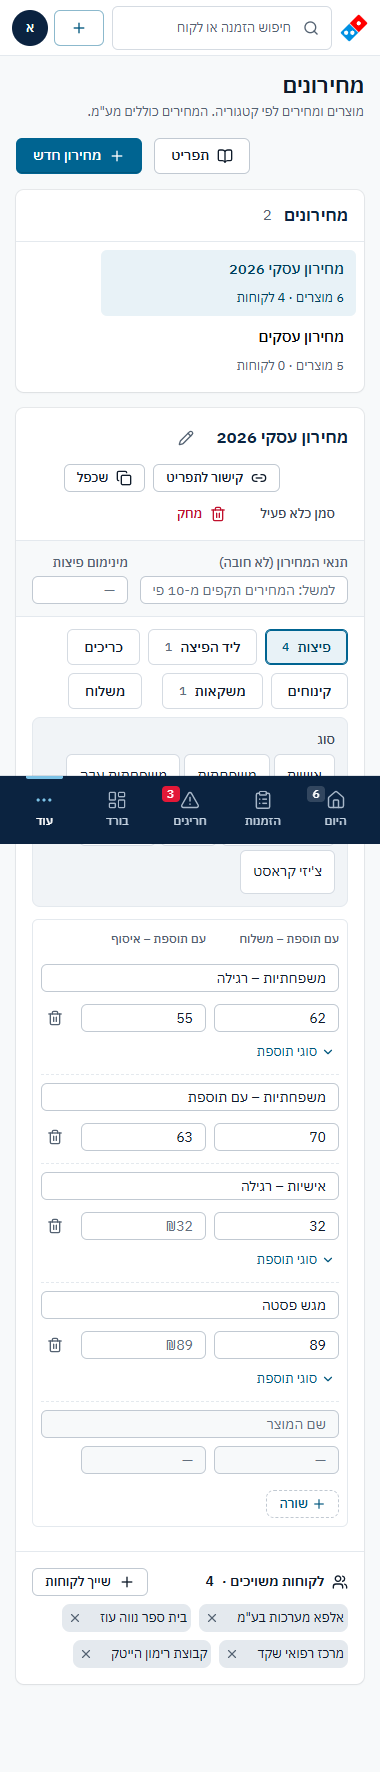 חיפוש הזמנה או לקוח
א
מחירונים
מוצרים ומחירים לפי קטגוריה. המחירים כוללים מע"מ.
תפריט
מחירון חדש
מחירונים 2
מחירון עסקי 2026
6 מוצרים · 4 לקוחות
מחירון עסקים
5 מוצרים · 0 לקוחות
מחירון עסקי 2026
קישור לתפריט
שכפל
סמן כלא פעיל
מחק
תנאי המחירון (לא חובה)
מינימום פיצות
למשל: המחירים תקפים מ-10 פי
—
פיצות 4
ליד הפיצה 1
כריכים
קינוחים
משקאות 1
משלוח
סוג
היום 6
הזמנות
חריגים 3
בורד
עוד
צ'יזי קראסט
עם תוספת – משלוח
עם תוספת – איסוף
משפחתיות – רגילה
62
55
סוגי תוספת
משפחתיות – עם תוספת
70
63
אישיות – רגילה
32
₪32
סוגי תוספת
מגש פסטה
89
₪89
סוגי תוספת
שם המוצר
—
—
שורה
לקוחות משויכים · 4
שייך לקוחות
אלפא מערכות בע"מ
בית ספר נווה עוז
מרכז רפואי שקד
קבוצת רימון הייטק